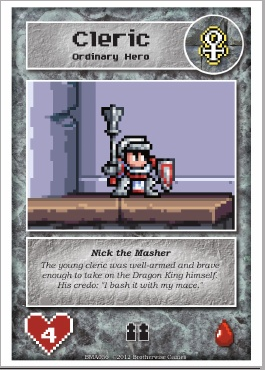 Cleric
Ordinary Hero
Nick the Masher
The young cleric was well-armed and brave
enough to take on the Dragon King himself.
His credo: "I bash it with my mace."
4
©2012 Brotherwise Games